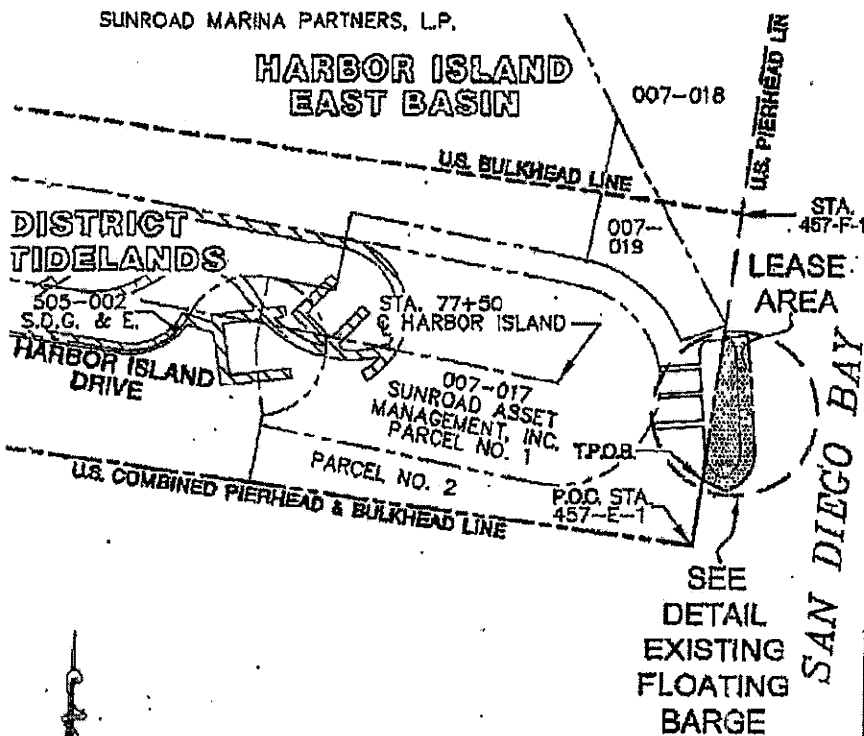 SUNROAD MARINA PARTNERS, L.P.
HARBOR ISLAND
EAST BASIN
007-018
U.S. PIERHEAD LIN
U.S. BULKHEAD LINE
007-
019
STA.
457-F-1
LEASE
AREA
DISTRICT
TIDELANDS
505-002
S.D.G. & E.
HARBOR ISLAND
DRIVE
STA. 77+50
℄ HARBOR ISLAND
007-017
SUNROAD ASSET
MANAGEMENT, INC.
PARCEL NO. 1
PARCEL NO. 2
T.P.O.B.
P.O.C. STA.
457-E-1
U.S. COMBINED PIERHEAD & BULKHEAD LINE
SAN DIEGO BAY
SEE
DETAIL
EXISTING
FLOATING
BARGE